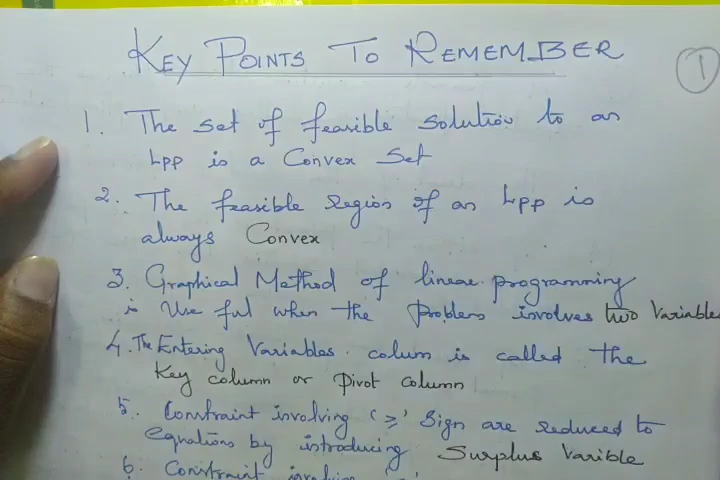 KEY POINTS TO REMEMBER
1
1. The set of feasible solution to an
Lpp is a Convex Set
2. The feasible region of an Lpp is
always Convex
3. Graphical Method of linear programming
is Use ful when the problem involves two Variables
4. The Entering Variables colum is called the
Key column or pivot column
5. Constraint involving '≥' Sign are reduced to
equations by introducing Surplus Varible
6. Constraint involving